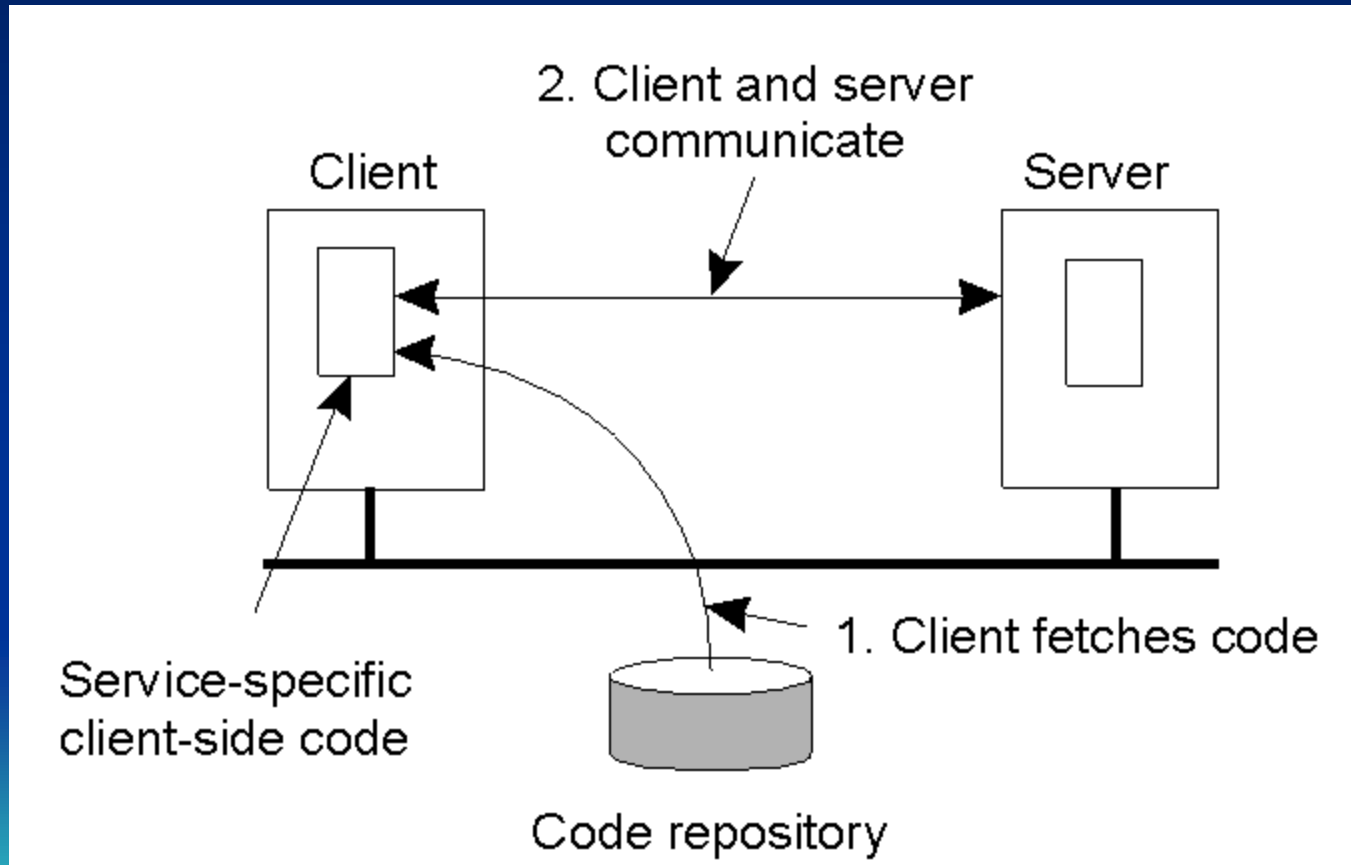 2. Client and server
communicate
Client
Server
1. Client fetches code
Service-specific
client-side code
Code repository